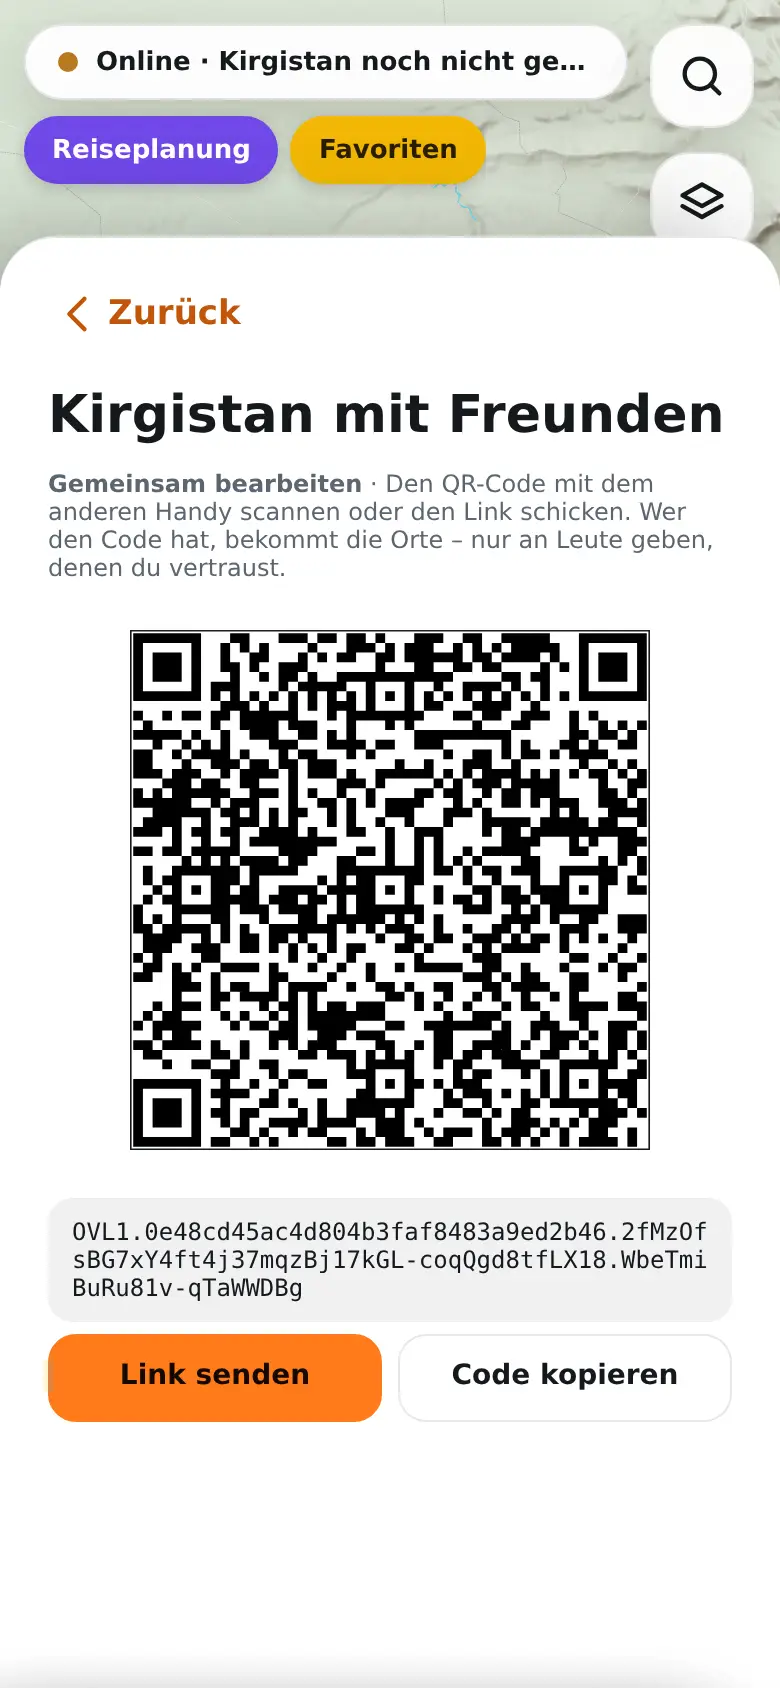 Online · Kirgistan noch nicht ge...
Reiseplanung
Favoriten
Zurück
Kirgistan mit Freunden
Gemeinsam bearbeiten · Den QR-Code mit dem
anderen Handy scannen oder den Link schicken. Wer
den Code hat, bekommt die Orte – nur an Leute geben,
denen du vertraust.
OVL1.0e48cd45ac4d804b3faf8483a9ed2b46.2fMzOf
sBG7xY4ft4j37mqzBj17kGL-coqQgd8tfLX18.WbeTmi
BuRu81v-qTaWWDBg
Link senden
Code kopieren